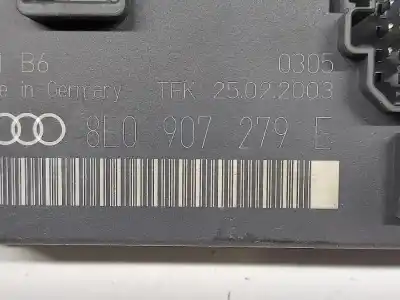 B6 0305
in Germany TFK 25.02.2003
8E0 907 279 E